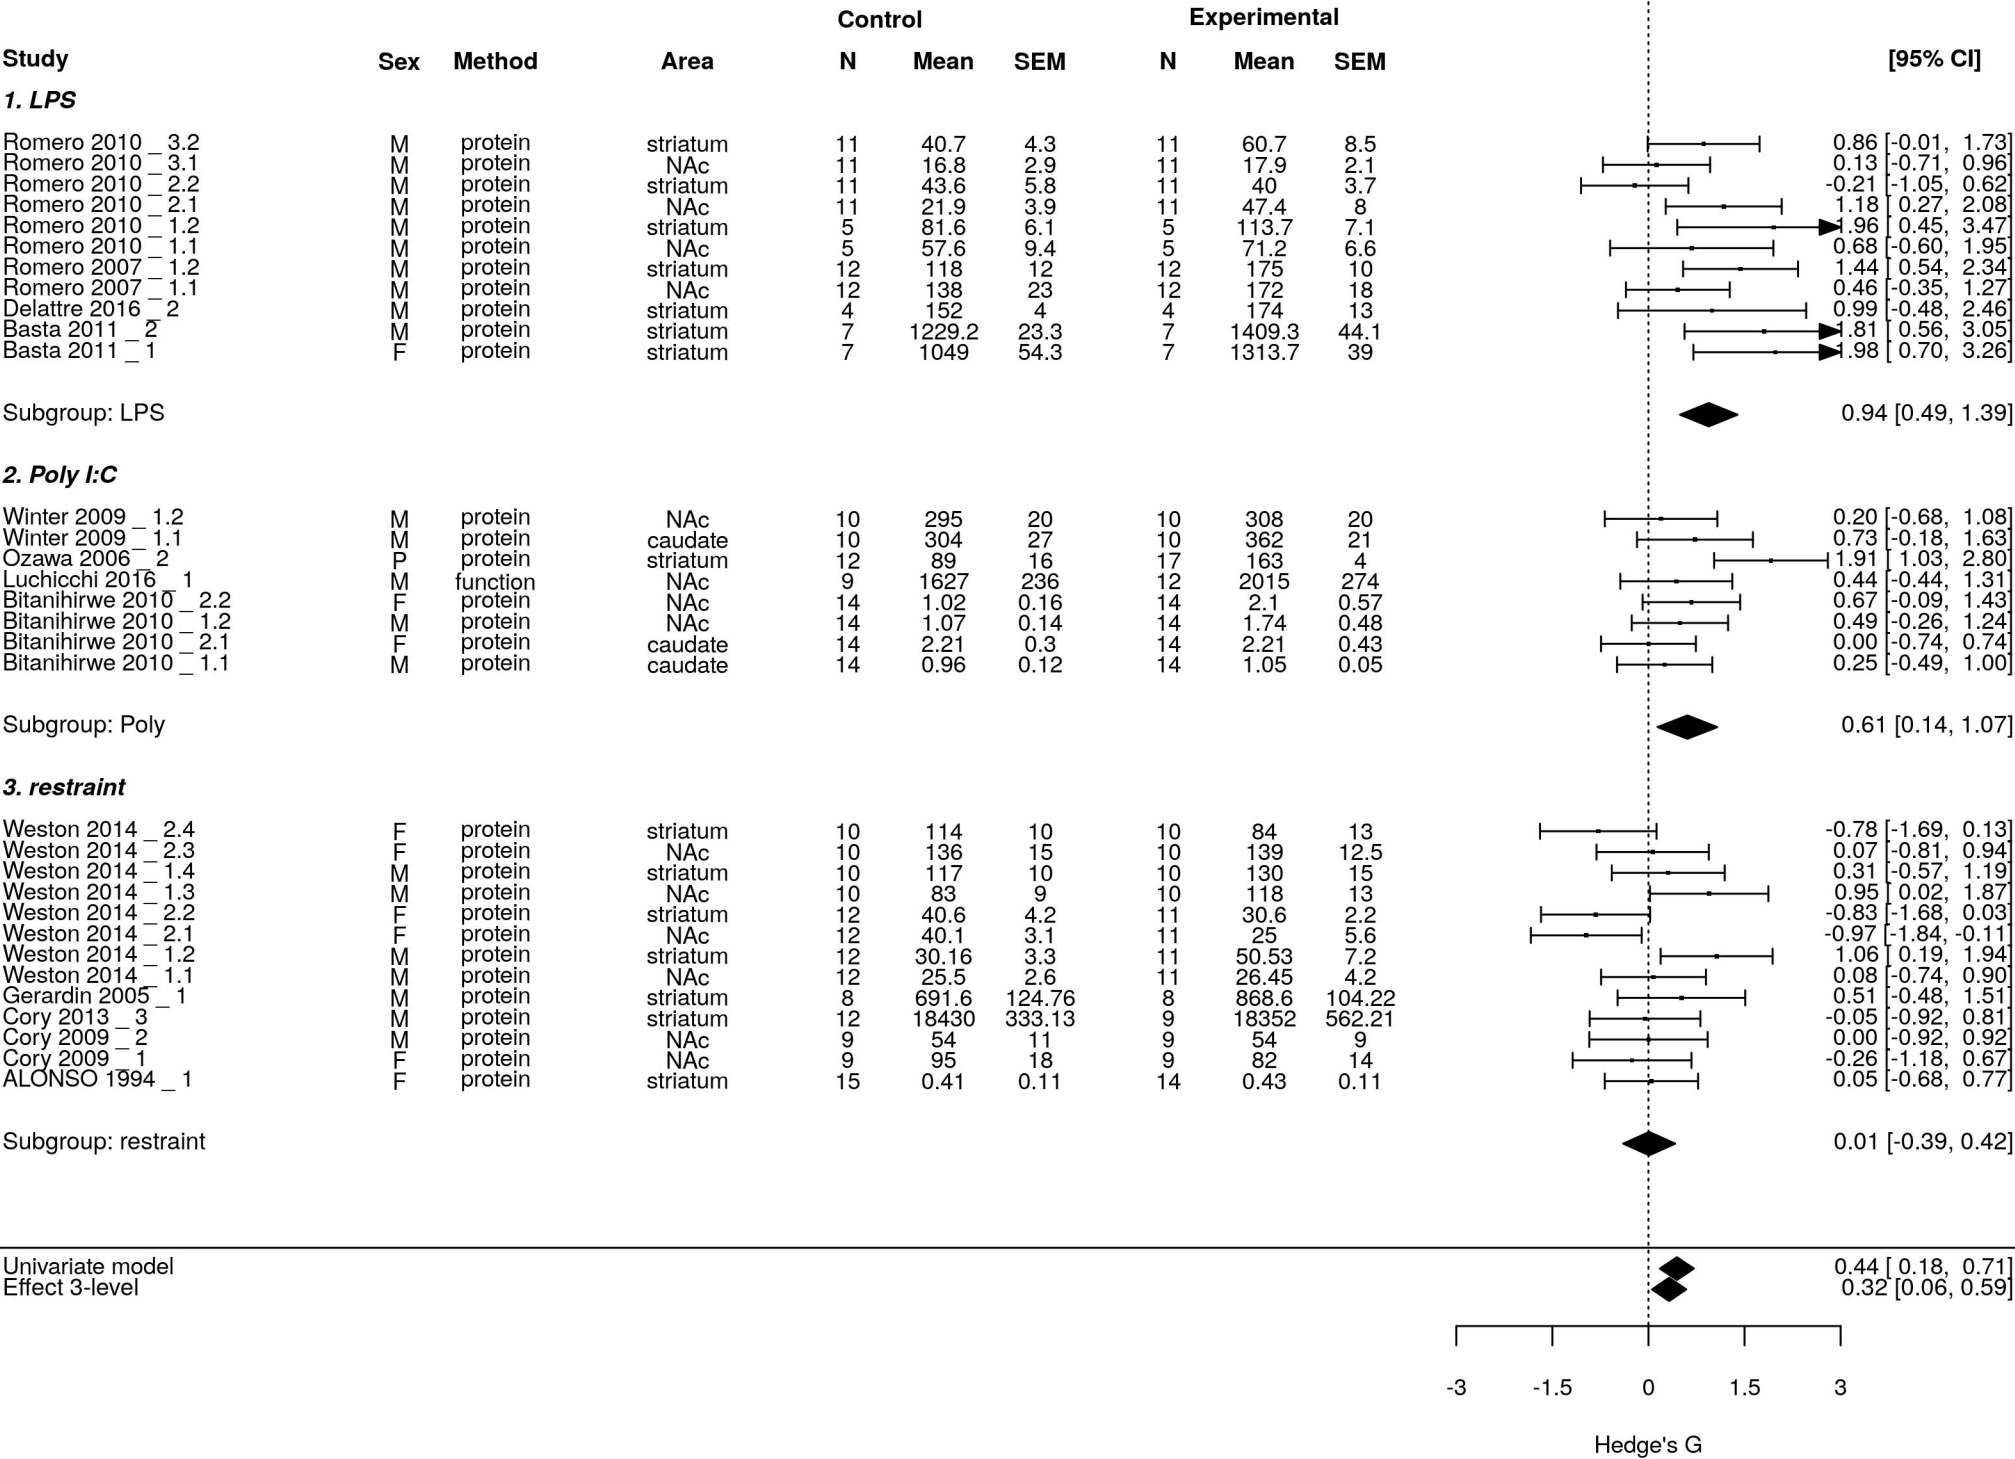 Control Experimental
Study Sex Method Area N Mean SEM N Mean SEM [95% CI]
1. LPS
Romero 2010 _ 3.2 M protein striatum 11 40.7 4.3 11 60.7 8.5 0.86 [-0.01, 1.73]
Romero 2010 _ 3.1 M protein NAc 11 16.8 2.9 11 17.9 2.1 0.13 [-0.71, 0.96]
Romero 2010 _ 2.2 M protein striatum 11 43.6 5.8 11 40 3.7 -0.21 [-1.05, 0.62]
Romero 2010 _ 2.1 M protein NAc 11 21.9 3.9 11 47.4 8 1.18 [ 0.27, 2.08]
Romero 2010 _ 1.2 M protein striatum 5 81.6 6.1 5 113.7 7.1 1.96 [ 0.45, 3.47]
Romero 2010 _ 1.1 M protein NAc 5 57.6 9.4 5 71.2 6.6 0.68 [-0.60, 1.95]
Romero 2007 _ 1.2 M protein striatum 12 118 12 12 175 10 1.44 [ 0.54, 2.34]
Romero 2007 _ 1.1 M protein NAc 12 138 23 12 172 18 0.46 [-0.35, 1.27]
Delattre 2016 _ 2 M protein striatum 4 152 4 4 174 13 0.99 [-0.48, 2.46]
Basta 2011 _ 2 M protein striatum 7 1229.2 23.3 7 1409.3 44.1 1.81 [ 0.56, 3.05]
Basta 2011 _ 1 F protein striatum 7 1049 54.3 7 1313.7 39 1.98 [ 0.70, 3.26]
Subgroup: LPS 0.94 [0.49, 1.39]
2. Poly I:C
Winter 2009 _ 1.2 M protein NAc 10 295 20 10 308 20 0.20 [-0.68, 1.08]
Winter 2009 _ 1.1 M protein caudate 10 304 27 10 362 21 0.73 [-0.18, 1.63]
Ozawa 2006 _ 2 P protein striatum 12 89 16 17 163 4 1.91 [ 1.03, 2.80]
Luchicchi 2016 _ 1 M function NAc 9 1627 236 12 2015 274 0.44 [-0.44, 1.31]
Bitanihirwe 2010 _ 2.2 F protein NAc 14 1.02 0.16 14 2.1 0.57 0.67 [-0.09, 1.43]
Bitanihirwe 2010 _ 1.2 M protein NAc 14 1.07 0.14 14 1.74 0.48 0.49 [-0.26, 1.24]
Bitanihirwe 2010 _ 2.1 F protein caudate 14 2.21 0.3 14 2.21 0.43 0.00 [-0.74, 0.74]
Bitanihirwe 2010 _ 1.1 M protein caudate 14 0.96 0.12 14 1.05 0.05 0.25 [-0.49, 1.00]
Subgroup: Poly 0.61 [0.14, 1.07]
3. restraint
Weston 2014 _ 2.4 F protein striatum 10 114 10 10 84 13 -0.78 [-1.69, 0.13]
Weston 2014 _ 2.3 F protein NAc 10 136 15 10 139 12.5 0.07 [-0.81, 0.94]
Weston 2014 _ 1.4 M protein striatum 10 117 10 10 130 15 0.31 [-0.57, 1.19]
Weston 2014 _ 1.3 M protein NAc 10 83 9 10 118 13 0.95 [ 0.02, 1.87]
Weston 2014 _ 2.2 F protein striatum 12 40.6 4.2 11 30.6 2.2 -0.83 [-1.68, 0.03]
Weston 2014 _ 2.1 F protein NAc 12 40.1 3.1 11 25 5.6 -0.97 [-1.84, -0.11]
Weston 2014 _ 1.2 M protein striatum 12 30.16 3.3 11 50.53 7.2 1.06 [ 0.19, 1.94]
Weston 2014 _ 1.1 M protein NAc 12 25.5 2.6 11 26.45 4.2 0.08 [-0.74, 0.90]
Gerardin 2005 _ 1 M protein striatum 8 691.6 124.76 8 868.6 104.22 0.51 [-0.48, 1.51]
Cory 2013 _ 3 M protein striatum 12 18430 333.13 9 18352 562.21 -0.05 [-0.92, 0.81]
Cory 2009 _ 2 M protein NAc 9 54 11 9 54 9 0.00 [-0.92, 0.92]
Cory 2009 _ 1 F protein NAc 9 95 18 9 82 14 -0.26 [-1.18, 0.67]
ALONSO 1994 _ 1 F protein striatum 15 0.41 0.11 14 0.43 0.11 0.05 [-0.68, 0.77]
Subgroup: restraint 0.01 [-0.39, 0.42]
Univariate model 0.44 [ 0.18, 0.71]
Effect 3-level 0.32 [0.06, 0.59]
-3 -1.5 0 1.5 3
Hedge's G